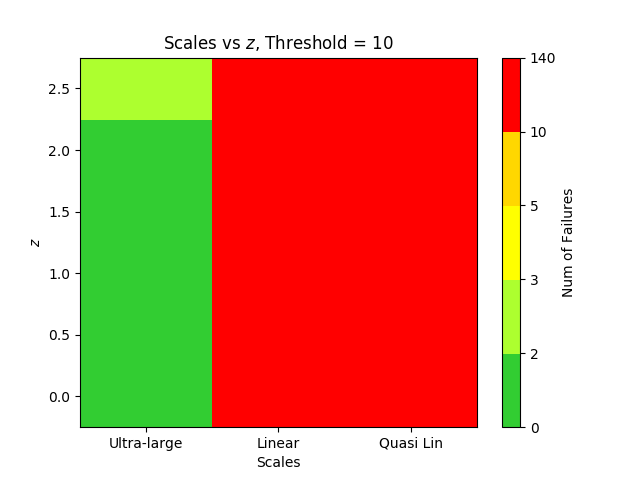 Scales vs z, Threshold = 10
2.5
2.0
1.5
1.0
0.5
0.0
z
Ultra-large
Linear
Quasi Lin
Scales
140
10
5
3
2
0
Num of Failures